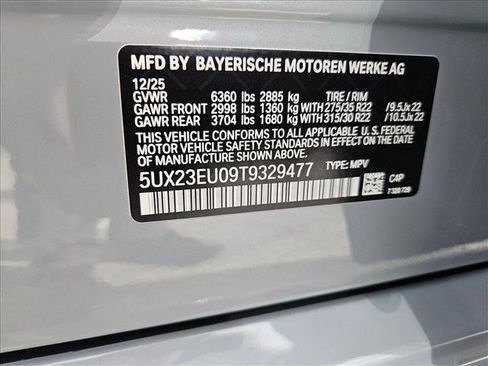 MFD BY BAYERISCHE MOTOREN WERKE AG
12/25
GVWR 6360 lbs 2885 kg TIRE / RIM
GAWR FRONT 2998 lbs 1360 kg WITH 275/35 R22 /9.5Jx22
GAWR REAR 3704 lbs 1680 kg WITH 315/30 R22 /10.5Jx22
THIS VEHICLE CONFORMS TO ALL APPLICABLE U. S. FEDERAL
MOTOR VEHICLE SAFETY STANDARDS IN EFFECT ON THE DATE OF
MANUFACTURE SHOWN ABOVE.
5UX23EU09T9329477 TYPE: MPV
C4P
7320729